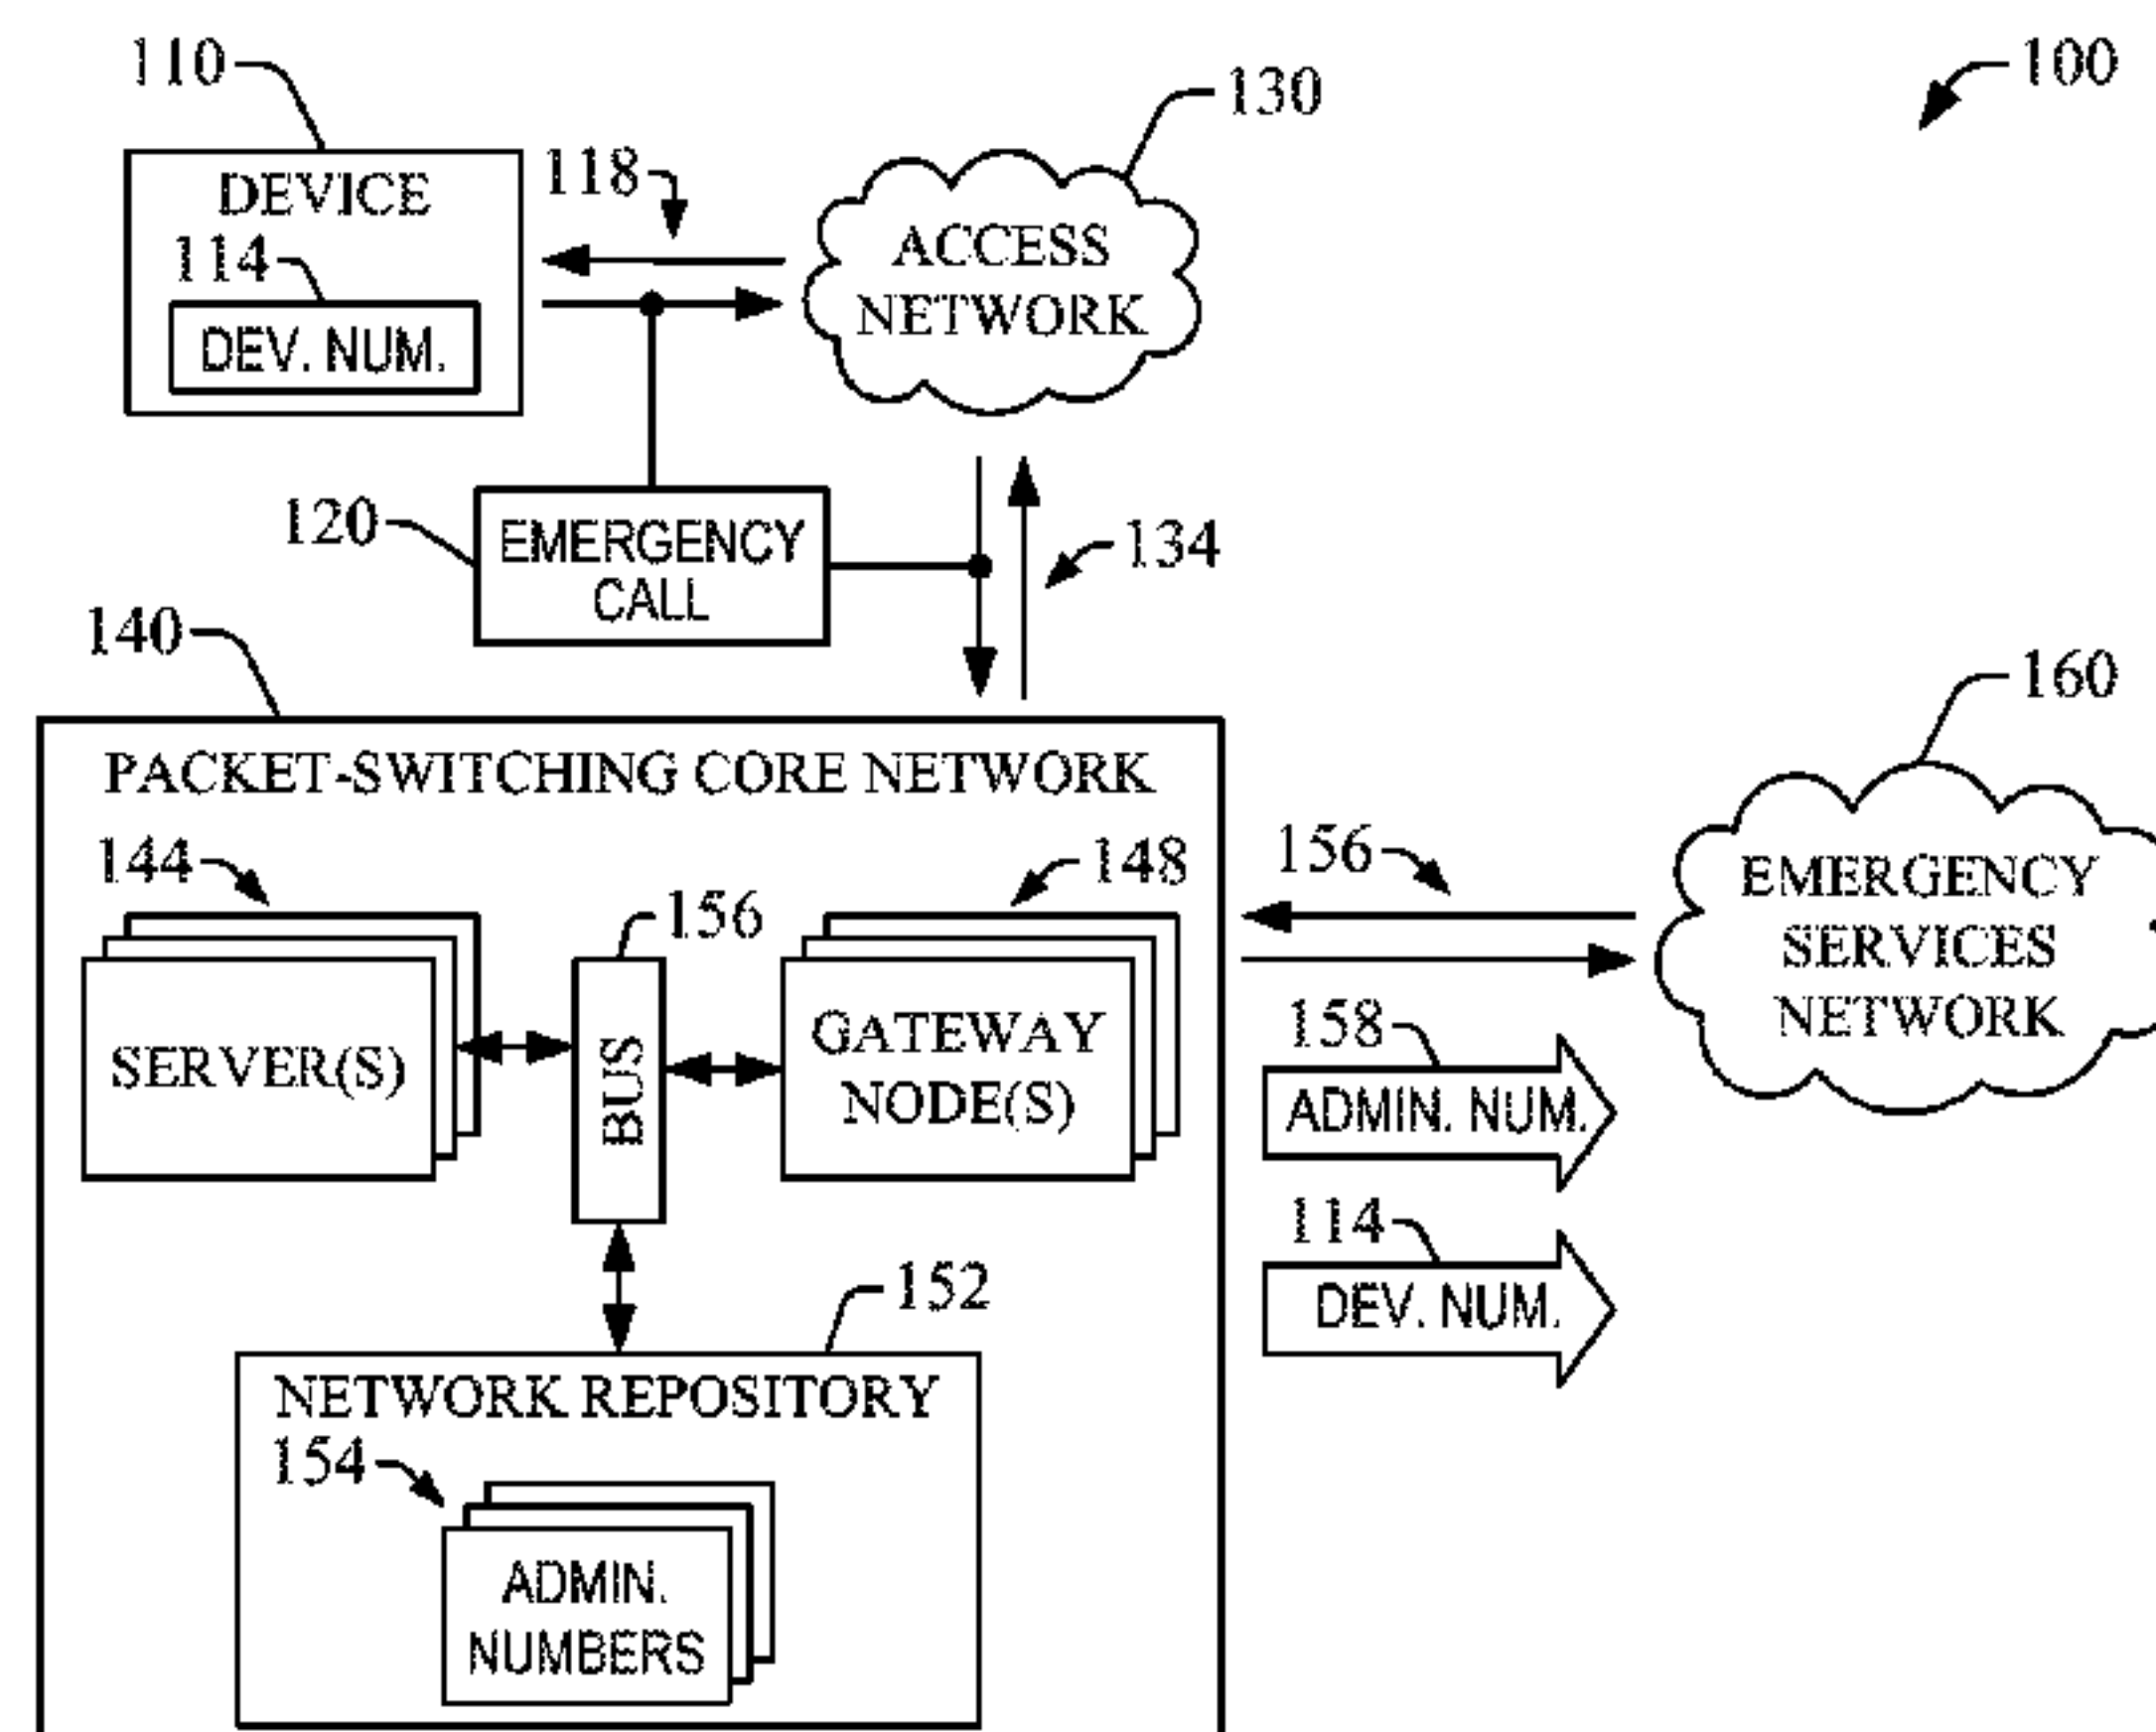 100
110
130
118
DEVICE
114
DEV. NUM.
ACCESS
NETWORK
120
EMERGENCY
CALL
134
140
160
PACKET-SWITCHING CORE NETWORK
144
156
148
156
EMERGENCY
SERVICES
NETWORK
SERVER(S)
BUS
GATEWAY
NODE(S)
158
ADMIN. NUM.
114
DEV. NUM.
152
NETWORK REPOSITORY
154
ADMIN.
NUMBERS